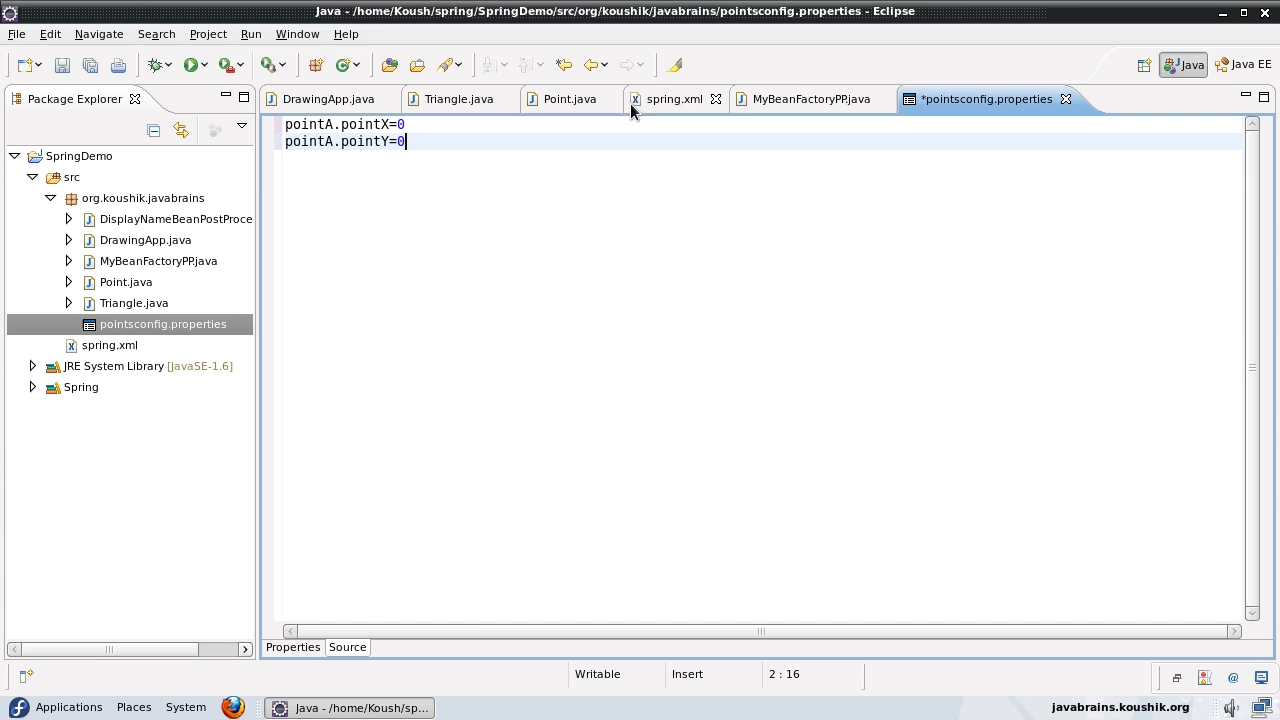 Java - /home/Koush/spring/SpringDemo/src/org/koushik/javabrains/pointsconfig.properties - Eclipse
File Edit Navigate Search Project Run Window Help
Java Java EE
Package Explorer
DrawingApp.java Triangle.java Point.java spring.xml MyBeanFactoryPP.java *pointsconfig.properties
pointA.pointX=0
pointA.pointY=0
SpringDemo
src
org.koushik.javabrains
DisplayNameBeanPostProce
DrawingApp.java
MyBeanFactoryPP.java
Point.java
Triangle.java
pointsconfig.properties
spring.xml
JRE System Library [JavaSE-1.6]
Spring
Properties Source
Writable Insert 2 : 16
Applications Places System Java - /home/Koush/sp... javabrains.koushik.org